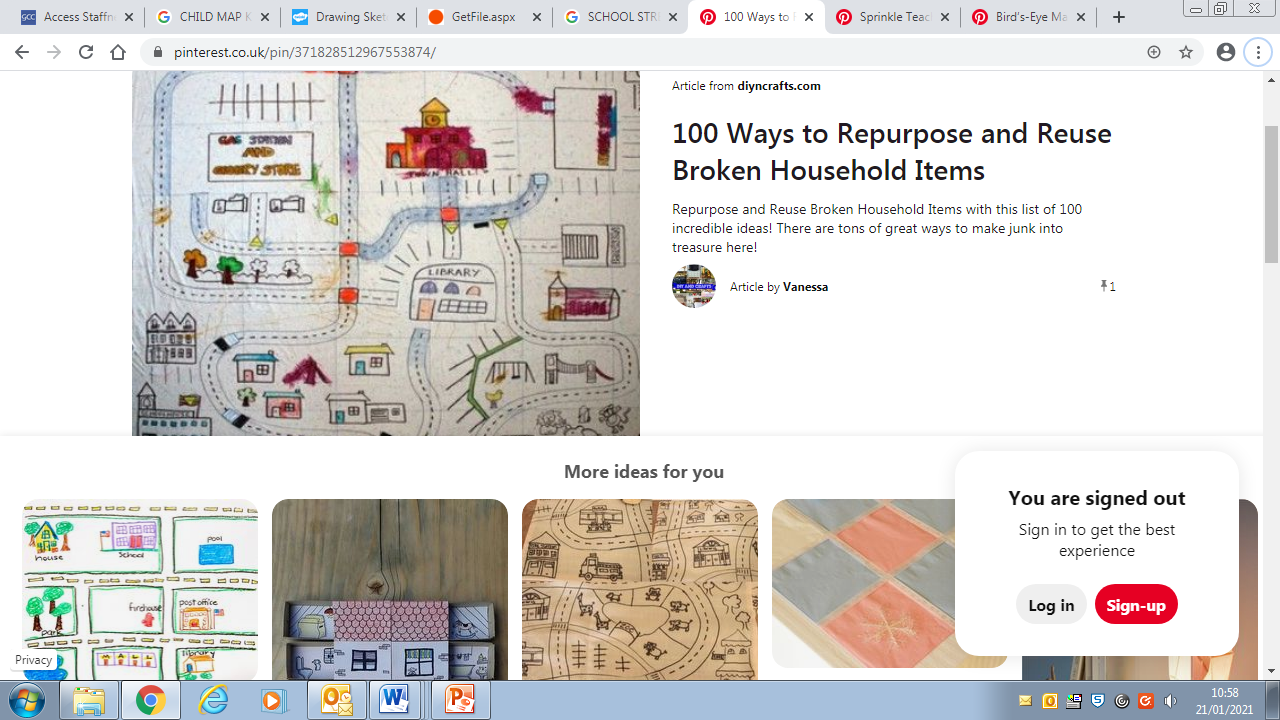 Access Staffn
CHILD MAP K
Drawing Sket
GetFile.aspx
SCHOOL STR
100 Ways to
Sprinkle Teac
Bird's-Eye Ma
pinterest.co.uk/pin/371828512967553874/
Article from diyncrafts.com
100 Ways to Repurpose and Reuse
Broken Household Items
Repurpose and Reuse Broken Household Items with this list of 100
incredible ideas! There are tons of great ways to make junk into
treasure here!
Article by Vanessa
1
GAS STATION
AND
GROCERY STORE
TOWN HALL
LIBRARY
More ideas for you
house
School
pool
park
firehouse
post office
library
You are signed out
Sign in to get the best
experience
Log in
Sign-up
Privacy
10:58
21/01/2021